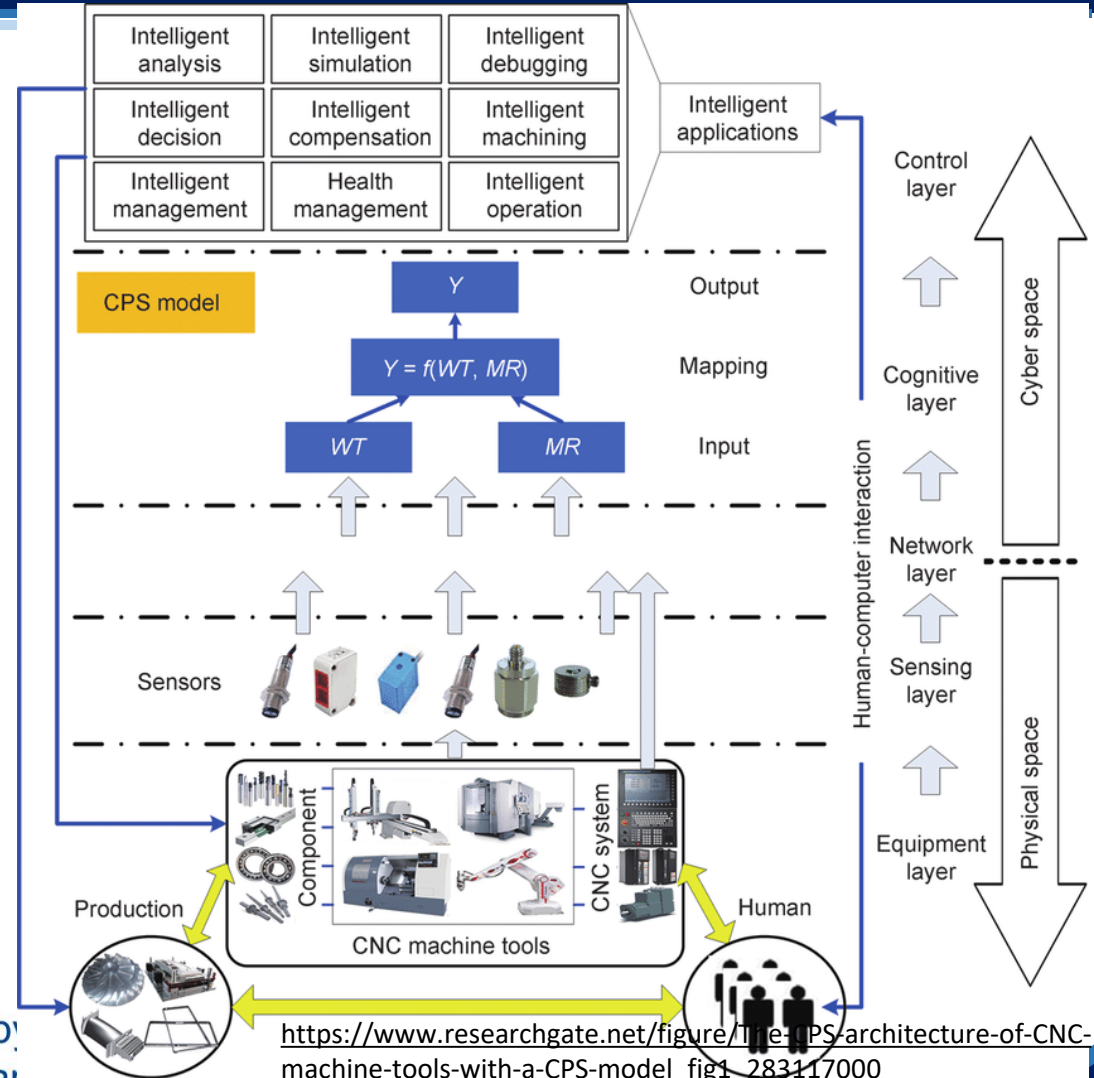 Intelligent
analysis
Intelligent
simulation
Intelligent
debugging
Intelligent
decision
Intelligent
compensation
Intelligent
machining
Intelligent
management
Health
management
Intelligent
operation
Intelligent
applications
Control
layer
CPS model
Y
Output
Y = f(WT, MR)
Mapping
Cognitive
layer
WT
MR
Input
Cyber space
Human-computer interaction
Network
layer
Sensors
Sensing
layer
Physical space
Equipment
layer
Component
CNC system
CNC machine tools
Production
Human
https://www.researchgate.net/figure/The-CPS-architecture-of-CNC-
machine-tools-with-a-CPS-model_fig1_283117000